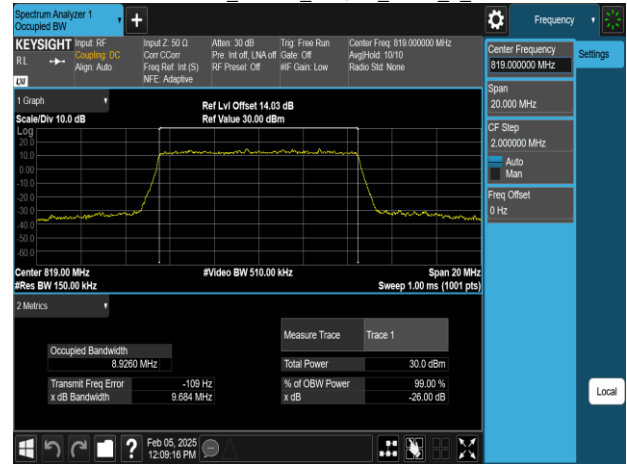 Spectrum Analyzer 1
Occupied BW
Frequency
KEYSIGHT
RL
LXI
Input: RF
Coupling: DC
Align: Auto
Input Z: 50 Ω
Corr CCorr
Freq Ref: Int (S)
NFE: Adaptive
Atten: 30 dB
Pre: Int off, LNA off
RF Presel: Off
Trig: Free Run
Gate: Off
#IF Gain: Low
Center Freq: 819.000000 MHz
Avg|Hold: 10/10
Radio Std: None
Center Frequency
819.000000 MHz
Settings
Span
20.000 MHz
CF Step
2.000000 MHz
Auto
Man
Freq Offset
0 Hz
Local
1 Graph
Scale/Div 10.0 dB
Ref Lvl Offset 14.03 dB
Ref Value 30.00 dBm
Log
20.0
10.0
0.00
-10.0
-20.0
-30.0
-40.0
-50.0
-60.0
Center 819.00 MHz
#Video BW 510.00 kHz
Span 20 MHz
#Res BW 150.00 kHz
Sweep 1.00 ms (1001 pts)
2 Metrics
Measure Trace
Trace 1
Occupied Bandwidth
8.9260 MHz
Total Power
30.0 dBm
Transmit Freq Error
-109 Hz
% of OBW Power
99.00 %
x dB Bandwidth
9.684 MHz
x dB
-26.00 dB
?
Feb 05, 2025
12:09:16 PM